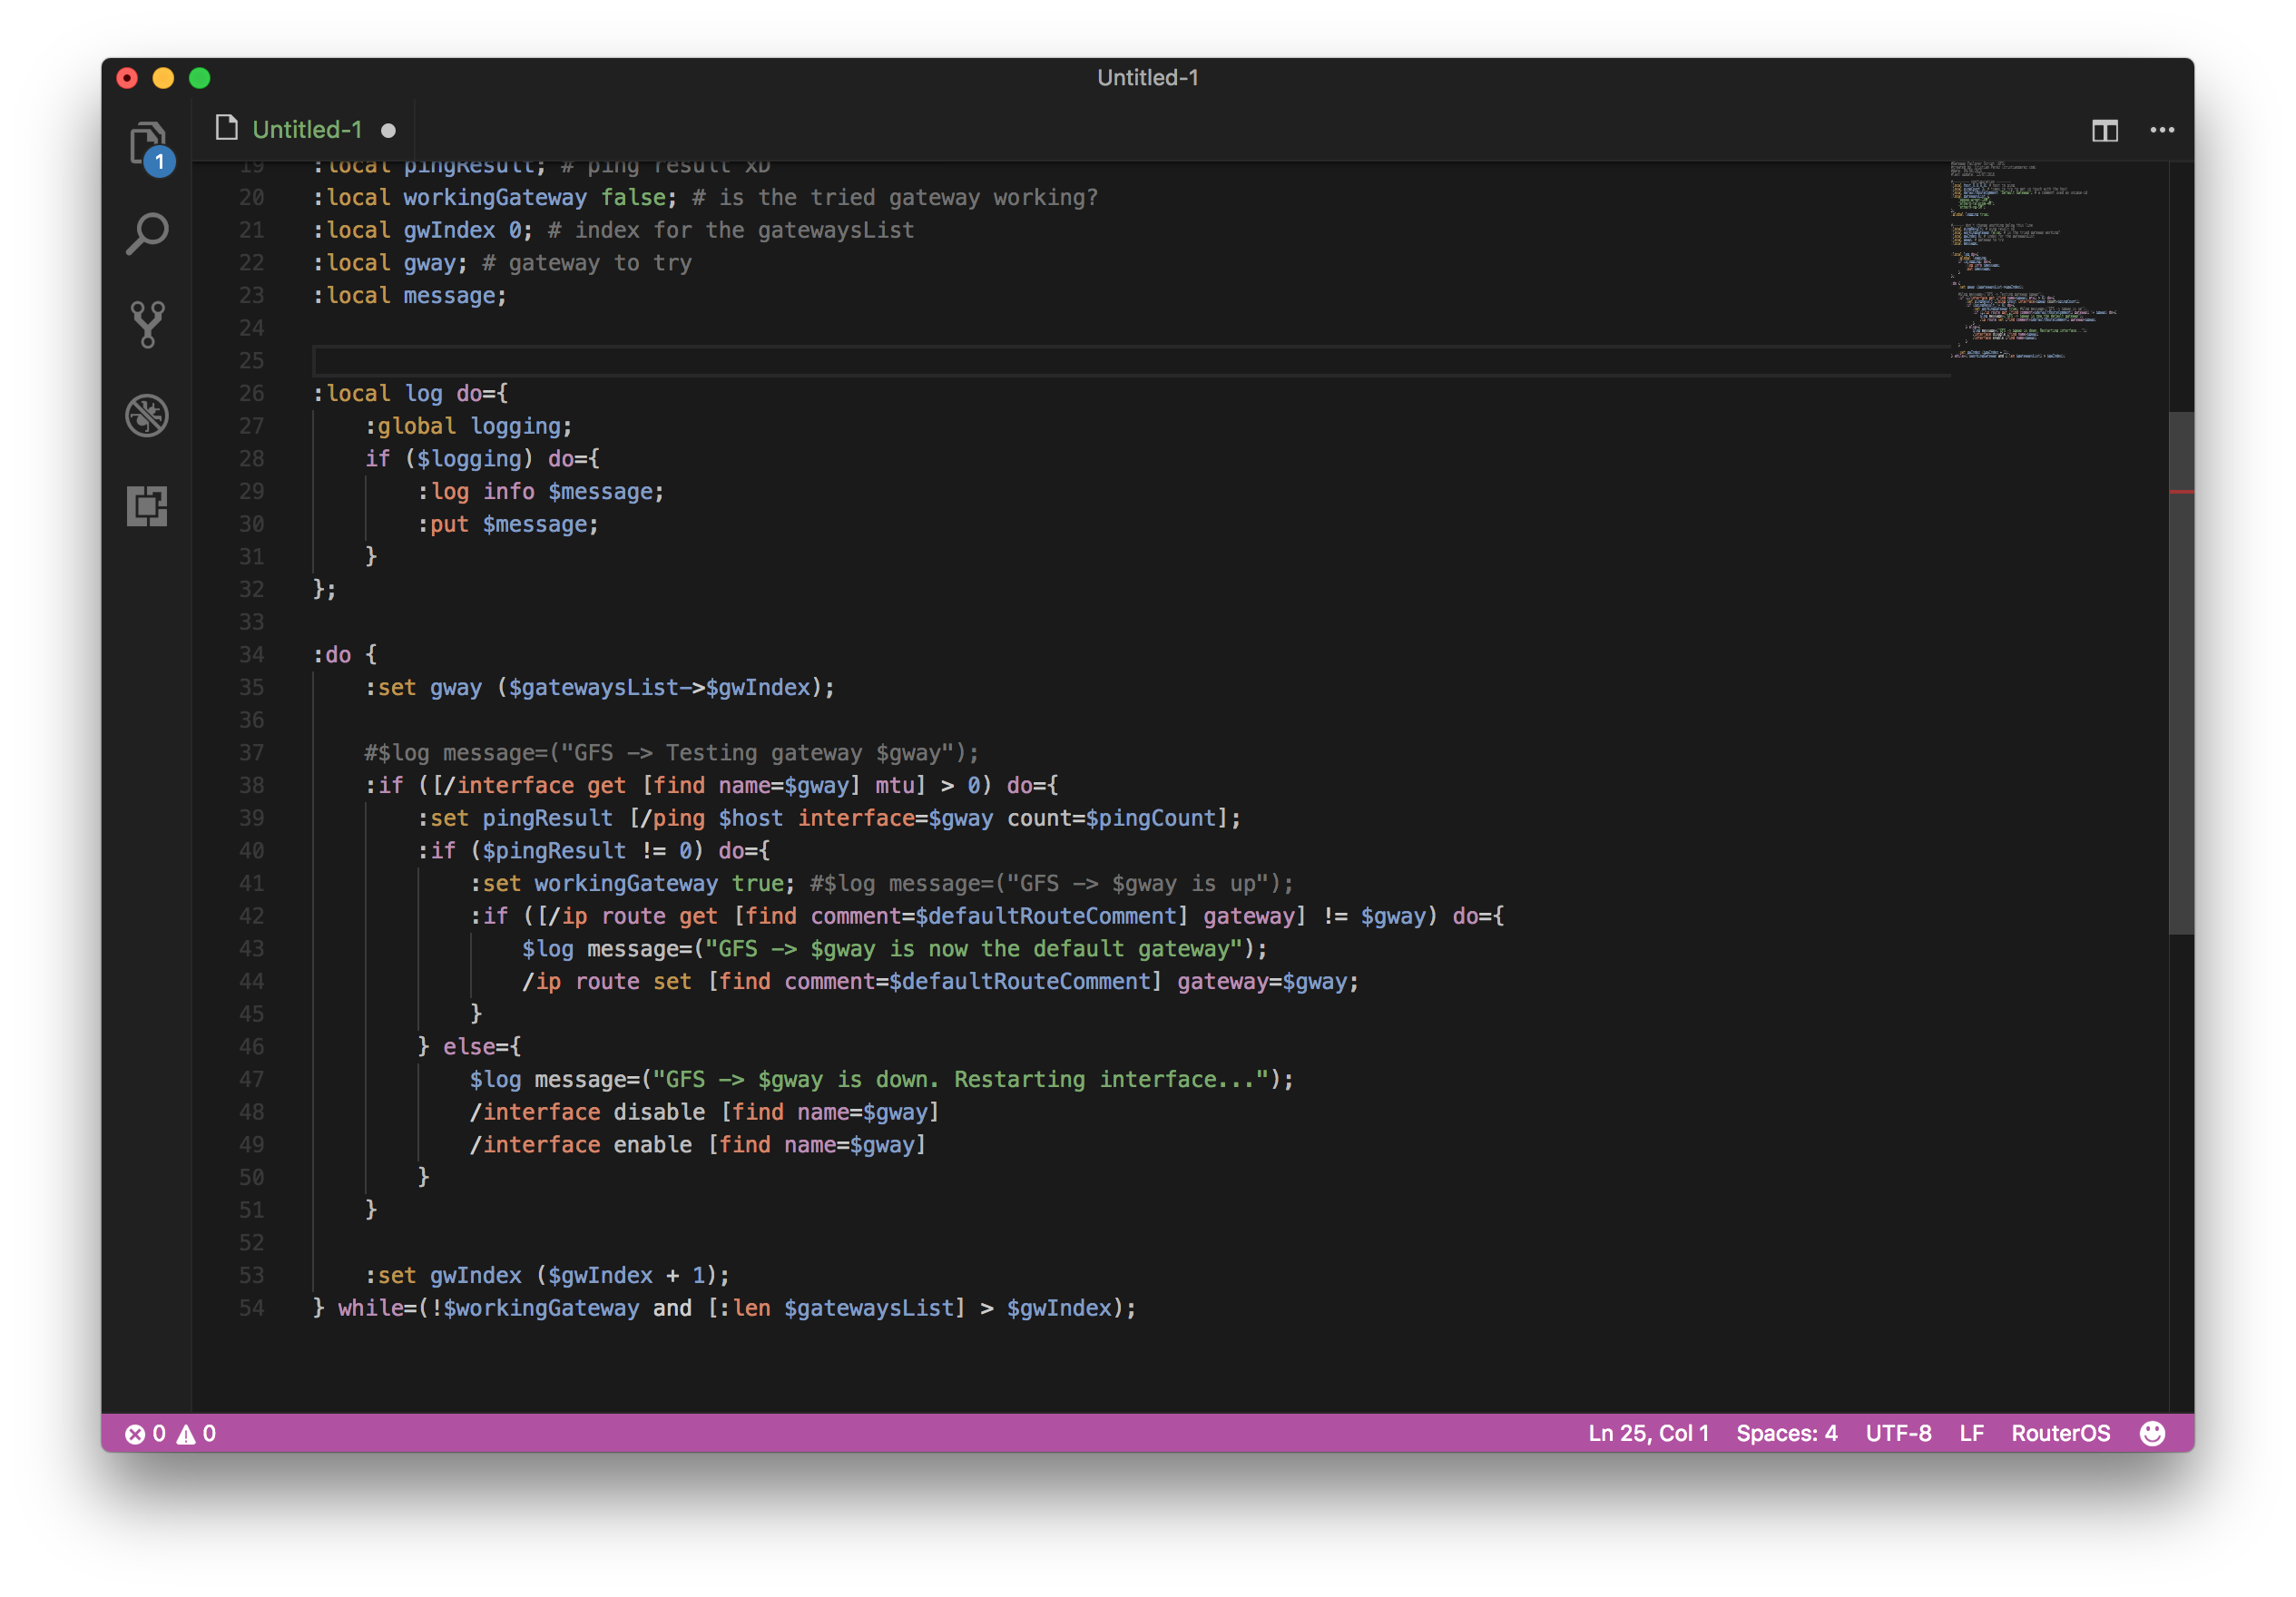 Untitled-1
Untitled-1
1
19 :local pingResult; # ping result xD
20 :local workingGateway false; # is the tried gateway working?
21 :local gwIndex 0; # index for the gatewaysList
22 :local gway; # gateway to try
23 :local message;
24
25
26 :local log do={
27     :global logging;
28     if ($logging) do={
29         :log info $message;
30         :put $message;
31     }
32 };
33
34 :do {
35     :set gway ($gatewaysList->$gwIndex);
36
37     #$log message=("GFS -> Testing gateway $gway");
38     :if ([/interface get [find name=$gway] mtu] > 0) do={
39         :set pingResult [/ping $host interface=$gway count=$pingCount];
40         :if ($pingResult != 0) do={
41             :set workingGateway true; #$log message=("GFS -> $gway is up");
42             :if ([/ip route get [find comment=$defaultRouteComment] gateway] != $gway) do={
43                 $log message=("GFS -> $gway is now the default gateway");
44                 /ip route set [find comment=$defaultRouteComment] gateway=$gway;
45             }
46         } else={
47             $log message=("GFS -> $gway is down. Restarting interface...");
48             /interface disable [find name=$gway]
49             /interface enable [find name=$gway]
50         }
51     }
52
53     :set gwIndex ($gwIndex + 1);
54 } while=(!$workingGateway and [:len $gatewaysList] > $gwIndex);
0 0 Ln 25, Col 1 Spaces: 4 UTF-8 LF RouterOS